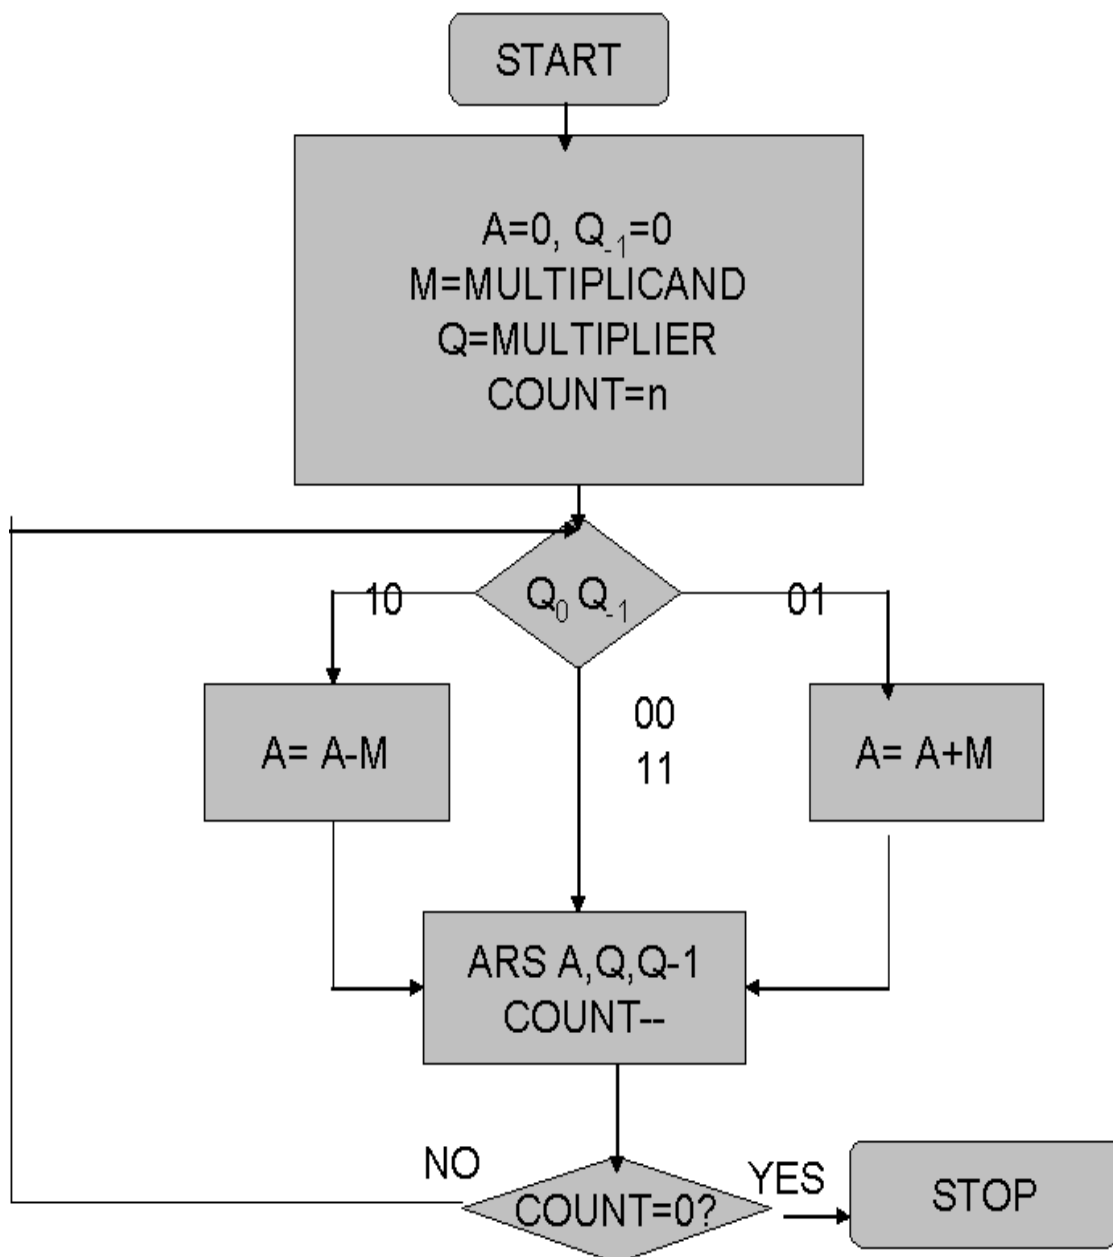 START
A=0, Q₋₁=0
M=MULTIPLICAND
Q=MULTIPLIER
COUNT=n
10
Q₀ Q₋₁
01
00
11
A= A-M
A= A+M
ARS A,Q,Q-1
COUNT--
NO
COUNT=0?
YES
STOP